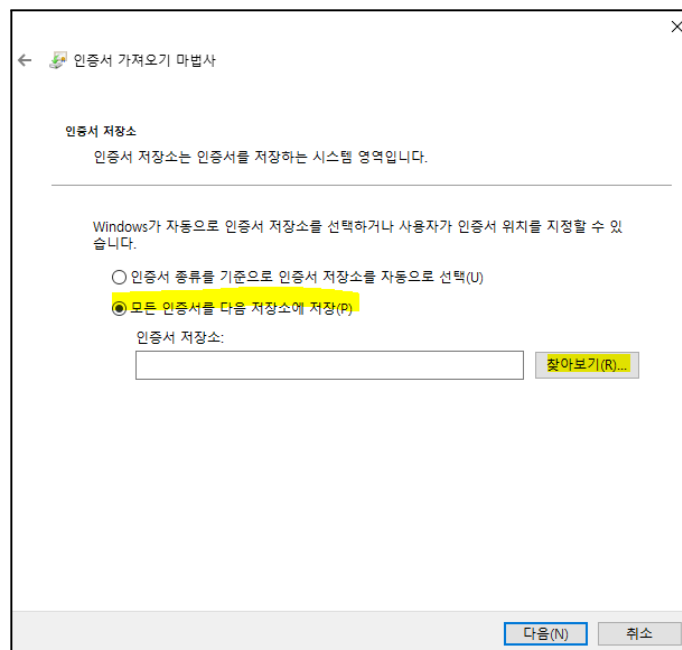 인증서 가져오기 마법사
인증서 저장소
인증서 저장소는 인증서를 저장하는 시스템 영역입니다.
Windows가 자동으로 인증서 저장소를 선택하거나 사용자가 인증서 위치를 지정할 수 있
습니다.
인증서 종류를 기준으로 인증서 저장소를 자동으로 선택(U)
모든 인증서를 다음 저장소에 저장(P)
인증서 저장소:
찾아보기(R)...
다음(N) 취소